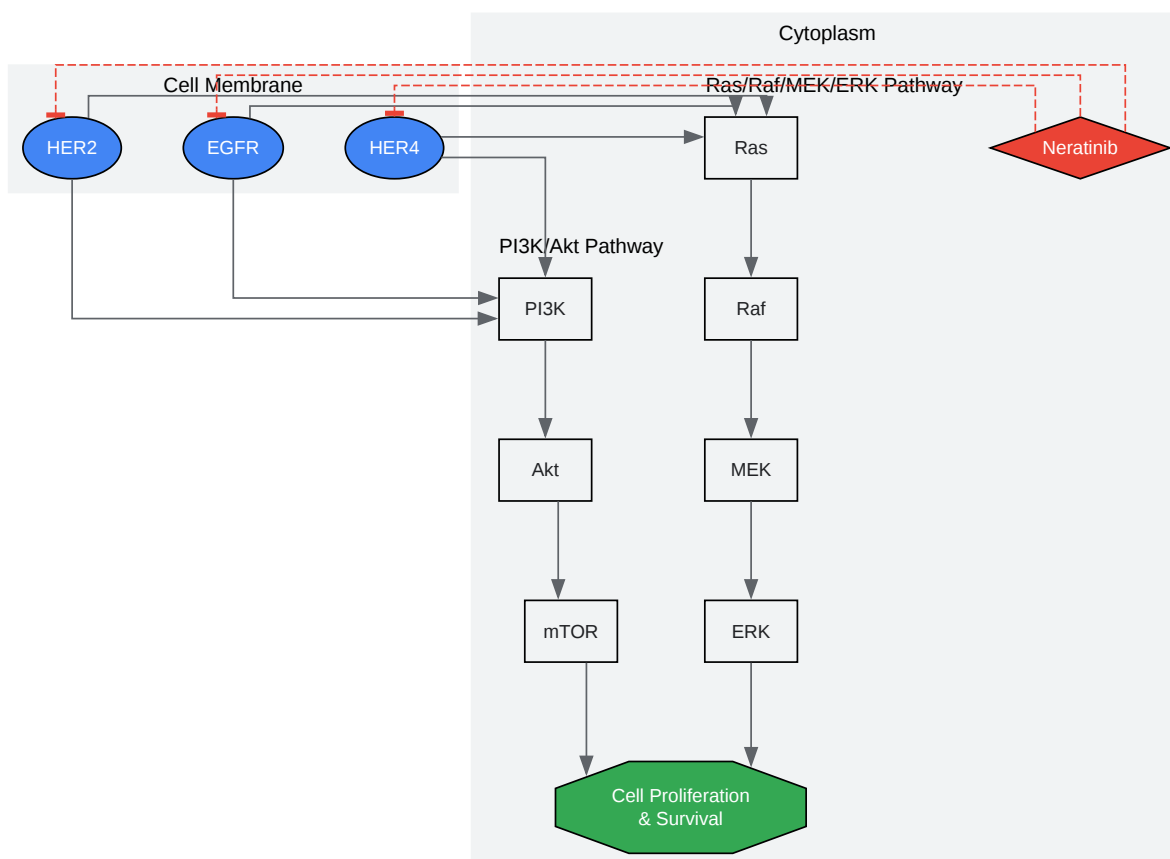 Cytoplasm
Cell Membrane
Ras/Raf/MEK/ERK Pathway
HER2
EGFR
HER4
Ras
Neratinib
PI3K/Akt Pathway
PI3K
Raf
Akt
MEK
mTOR
ERK
Cell Proliferation
& Survival